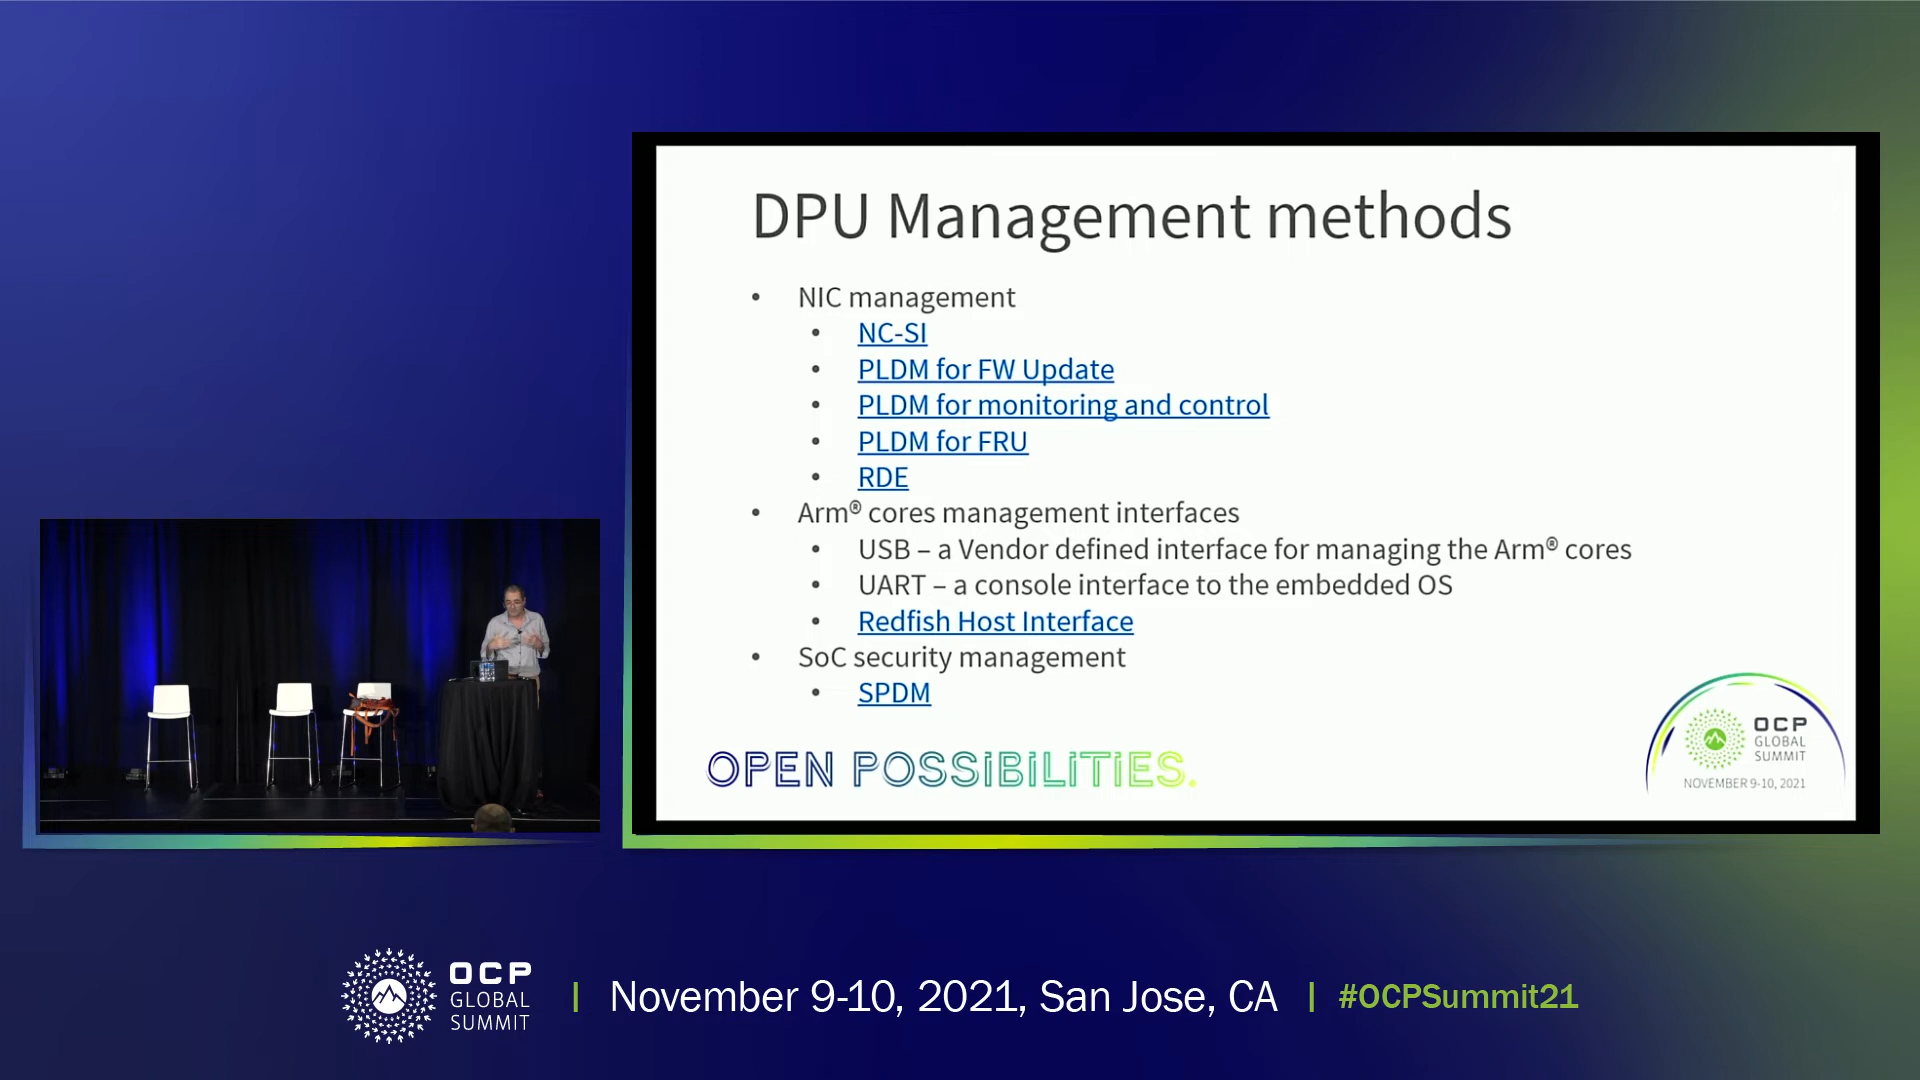 DPU Management methods
• NIC management
• NC-SI
• PLDM for FW Update
• PLDM for monitoring and control
• PLDM for FRU
• RDE
• Arm® cores management interfaces
• USB – a Vendor defined interface for managing the Arm® cores
• UART – a console interface to the embedded OS
• Redfish Host Interface
• SoC security management
• SPDM
OPEN POSSIBILITIES.
OCP
GLOBAL
SUMMIT
NOVEMBER 9-10, 2021
OCP
GLOBAL
SUMMIT
| November 9-10, 2021, San Jose, CA | #OCPSummit21